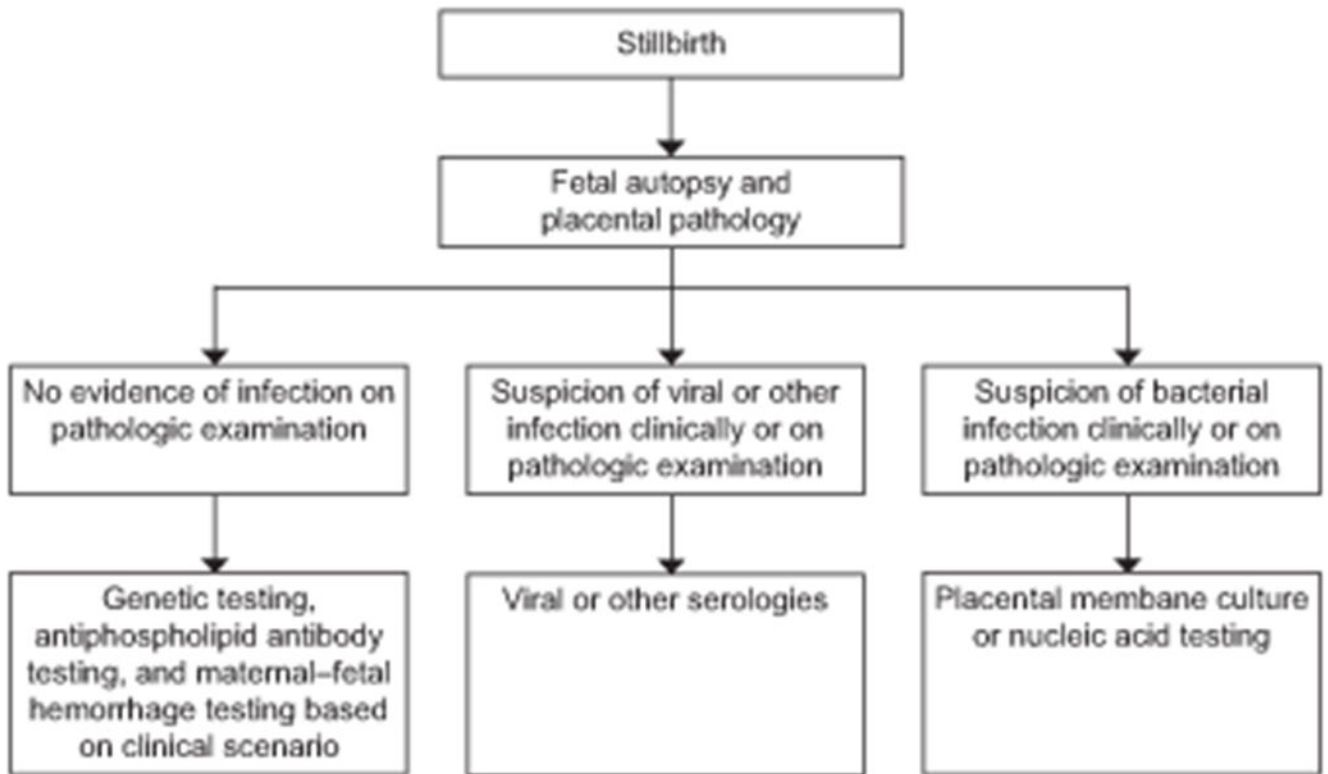 Stillbirth
Fetal autopsy and
placental pathology
No evidence of infection on
pathologic examination
Suspicion of viral or other
infection clinically or on
pathologic examination
Suspicion of bacterial
infection clinically or on
pathologic examination
Genetic testing,
antiphospholipid antibody
testing, and maternal–fetal
hemorrhage testing based
on clinical scenario
Viral or other serologies
Placental membane culture
or nucleic acid testing